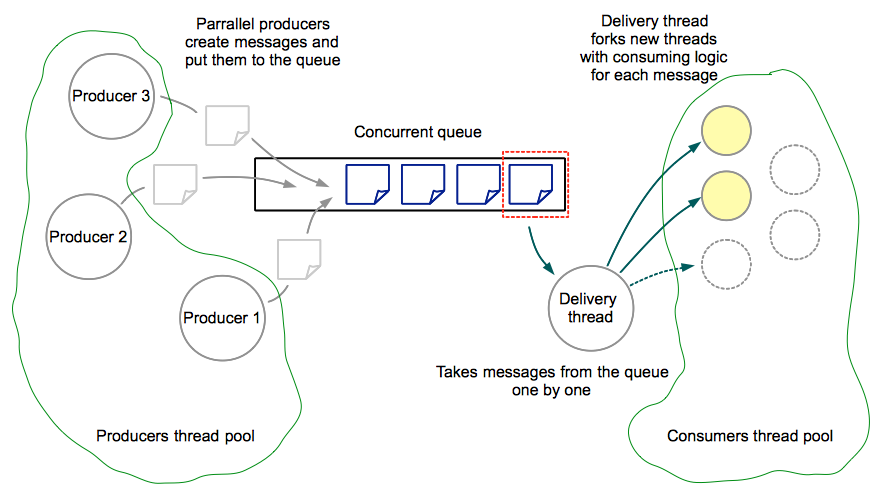 Parrallel producers
create messages and
put them to the queue
Delivery thread
forks new threads
with consuming logic
for each message
Producer 3
Concurrent queue
Producer 2
Producer 1
Delivery
thread
Takes messages from the queue
one by one
Producers thread pool
Consumers thread pool